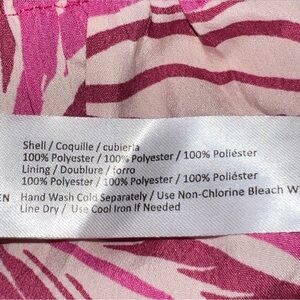 Shell / Coquille / cubierta
100% Polyester / 100% Polyester / 100% Poliéster
Lining / Doublure / forro
100% Polyester / 100% Polyester / 100% Poliéster
EN Hand Wash Cold Separately / Use Non-Chlorine Bleach W
Line Dry / Use Cool Iron If Needed